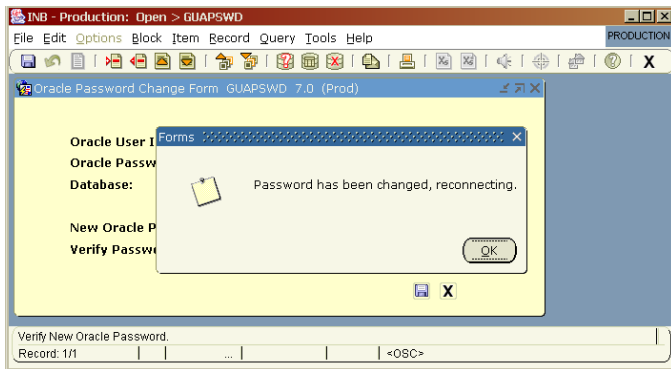 INB - Production: Open > GUAPSWD
File Edit Options Block Item Record Query Tools Help
PRODUCTION
Oracle Password Change Form GUAPSWD 7.0 (Prod)
Oracle User I
Forms
Oracle Passw
Database:
Password has been changed, reconnecting.
New Oracle P
Verify Passw
OK
X
Verify New Oracle Password.
Record: 1/1
...
<OSC>